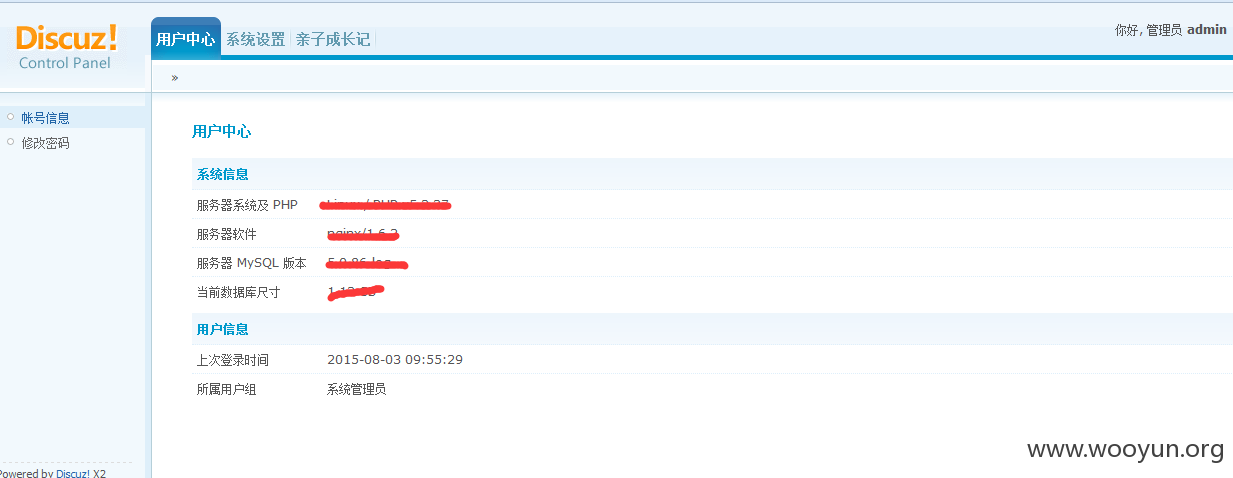 Discuz!
Control Panel
用户中心 系统设置 亲子成长记
你好, 管理员 admin
»
帐号信息
修改密码
用户中心
系统信息
服务器系统及 PHP
服务器软件
服务器 MySQL 版本
当前数据库尺寸
用户信息
上次登录时间 2015-08-03 09:55:29
所属用户组 系统管理员
www.wooyun.org
Powered by Discuz! X2